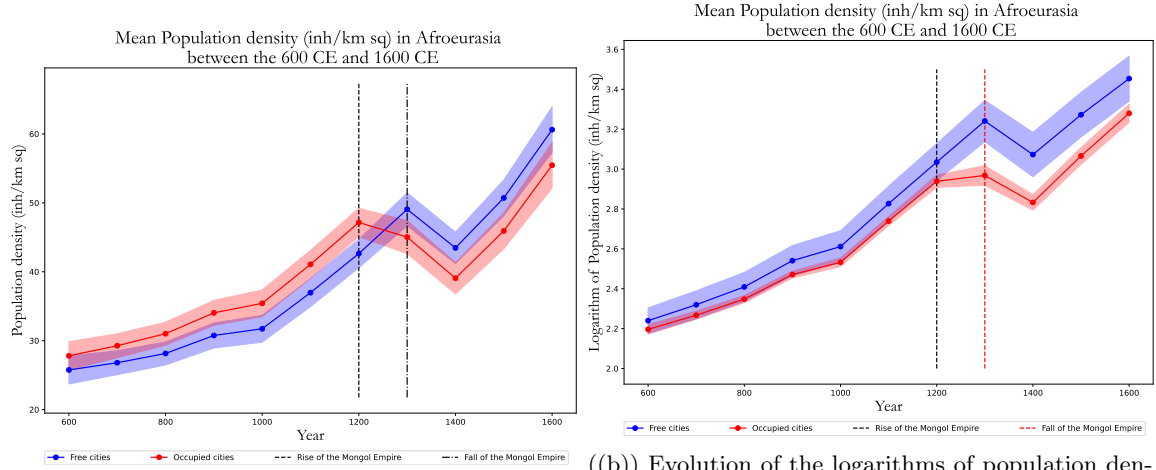 Mean Population density (inh/km sq) in Afroeurasia
between the 600 CE and 1600 CE
Population density (inh/km sq)
60
50
40
30
20
600
800
1000
1200
1400
1600
Year
Free cities
Occupied cities
Rise of the Mongol Empire
Fall of the Mongol Empire
Mean Population density (inh/km sq) in Afroeurasia
between the 600 CE and 1600 CE
Logarithm of Population density (inh/km sq)
3.6
3.4
3.2
3.0
2.8
2.6
2.4
2.2
2.0
600
800
1000
1200
1400
1600
Year
Free cities
Occupied cities
Rise of the Mongol Empire
Fall of the Mongol Empire
((b)) Evolution of the logarithms of population den-